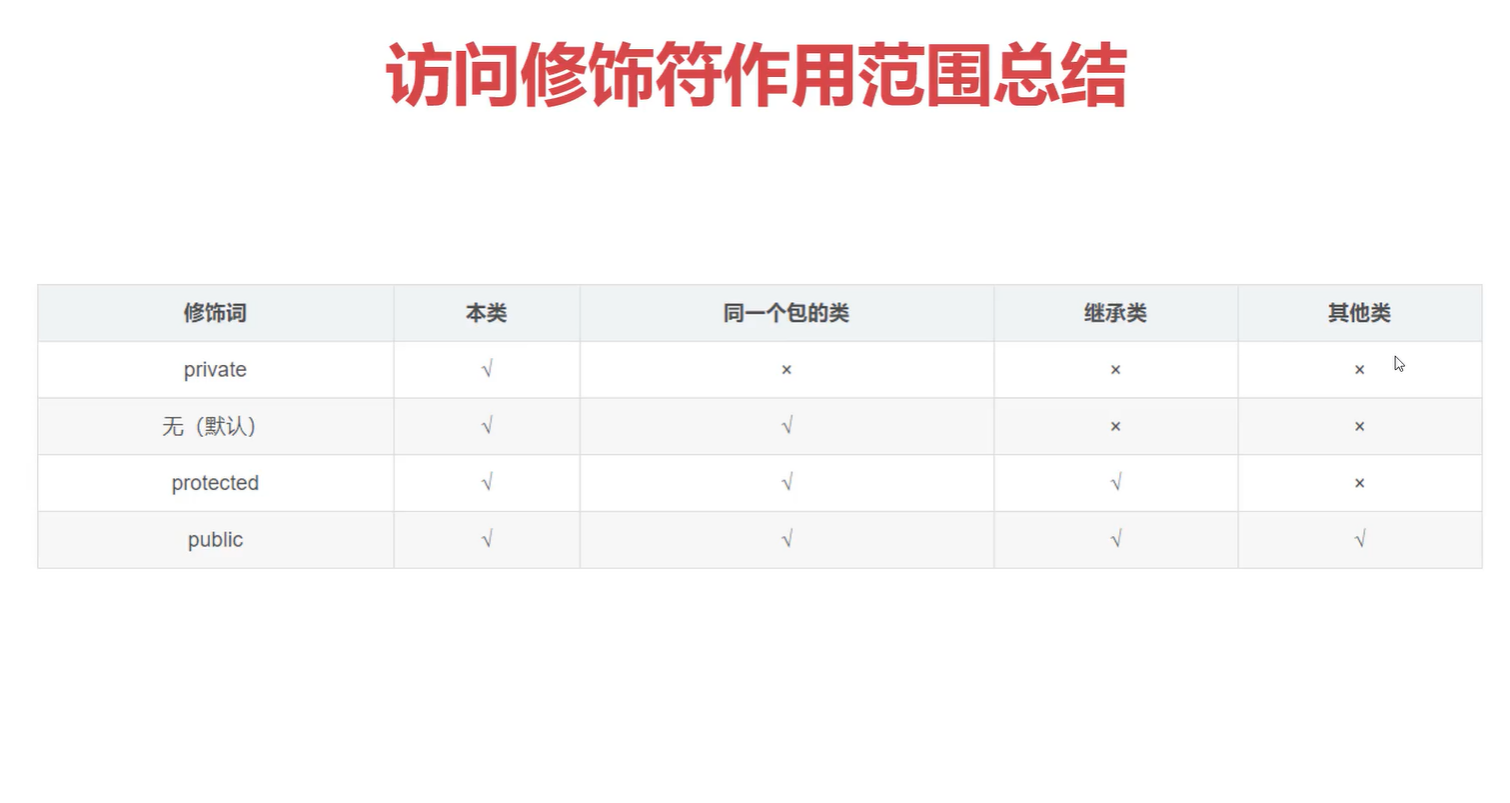 访问修饰符作用范围总结
修饰词 本类 同一个包的类 继承类 其他类
private √ × × ×
无（默认） √ √ × ×
protected √ √ √ ×
public √ √ √ √